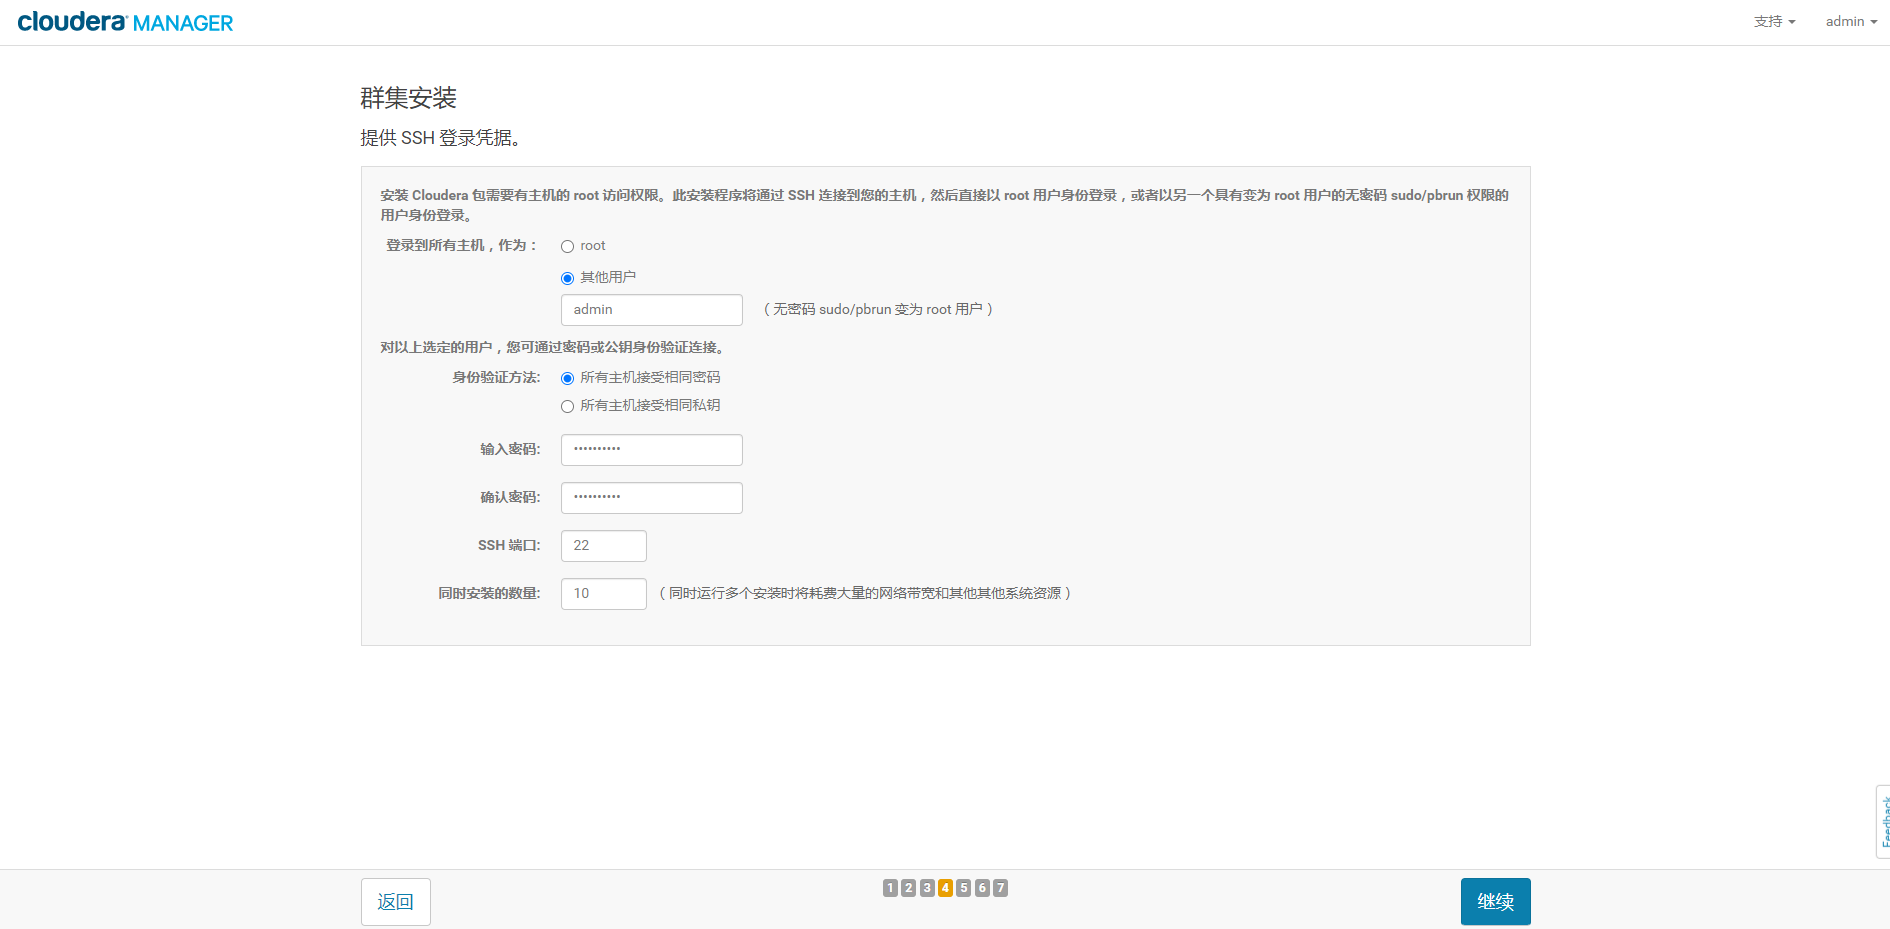 cloudera MANAGER
支持
admin
群集安装
提供 SSH 登录凭据。
安装 Cloudera 包需要有主机的 root 访问权限。此安装程序将通过 SSH 连接到您的主机，然后直接以 root 用户身份登录，或者以另一个具有变为 root 用户的无密码 sudo/pbrun 权限的
用户身份登录。
登录到所有主机，作为：
root
其他用户
admin
（无密码 sudo/pbrun 变为 root 用户）
对以上选定的用户，您可通过密码或公钥身份验证连接。
身份验证方法:
所有主机接受相同密码
所有主机接受相同私钥
输入密码:
••••••••••
确认密码:
••••••••••
SSH 端口:
22
同时安装的数量:
10
（同时运行多个安装时将耗费大量的网络带宽和其他其他系统资源）
Feedback
返回
1 2 3 4 5 6 7
继续